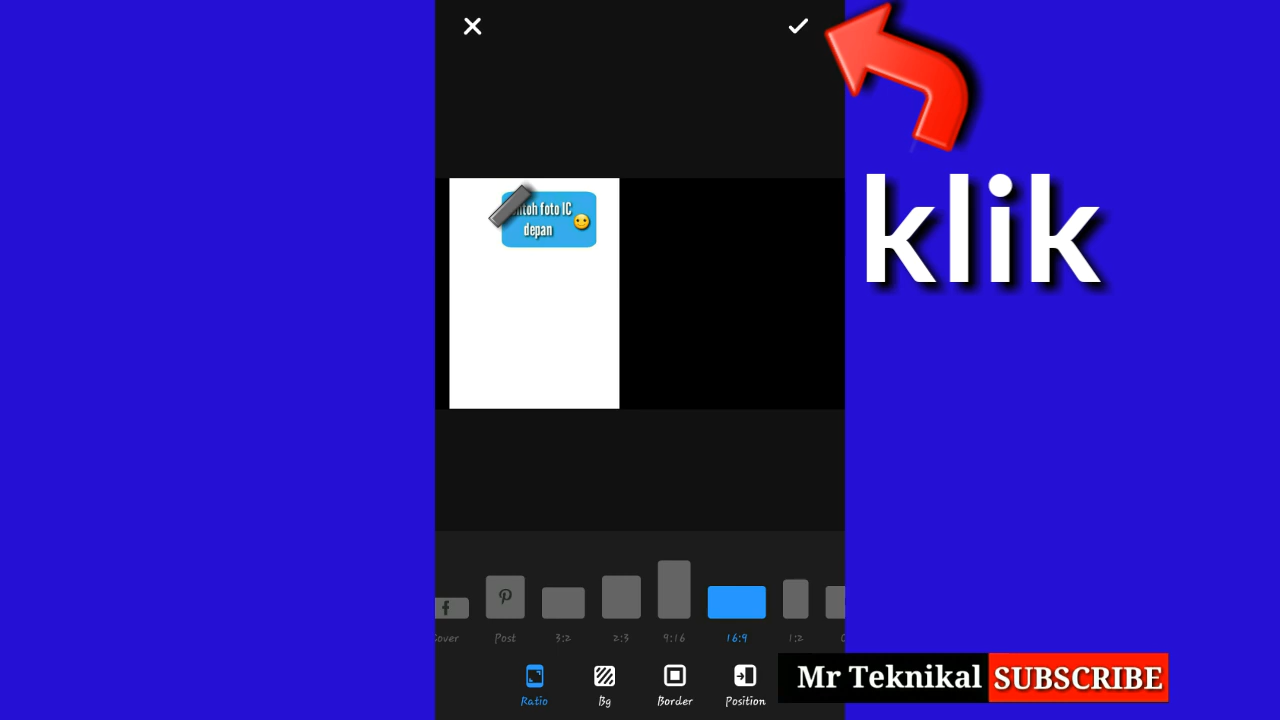 klik
foto IC
depan
Post
3:2
2:3
9:16
16:9
1:2
Ratio
Bg
Border
Position
Mr Teknikal SUBSCRIBE